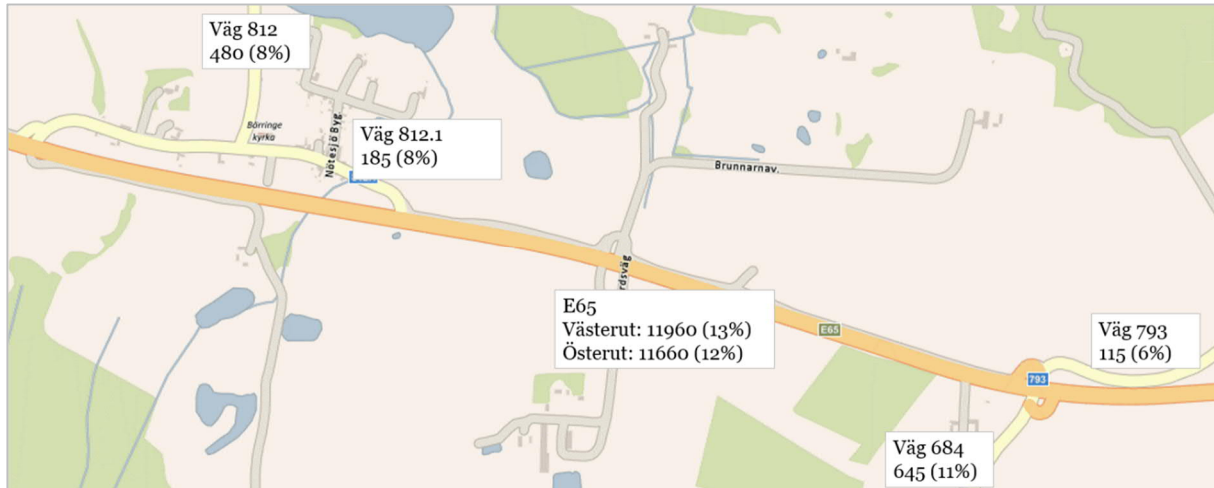 Väg 812
480 (8%)
Börringe
kyrka
Nötesjö Byg.
Väg 812.1
185 (8%)
Brunnarnav.
E65
Västerut: 11960 (13%)
Österut: 11660 (12%)
E65
Väg 793
115 (6%)
793
Väg 684
645 (11%)